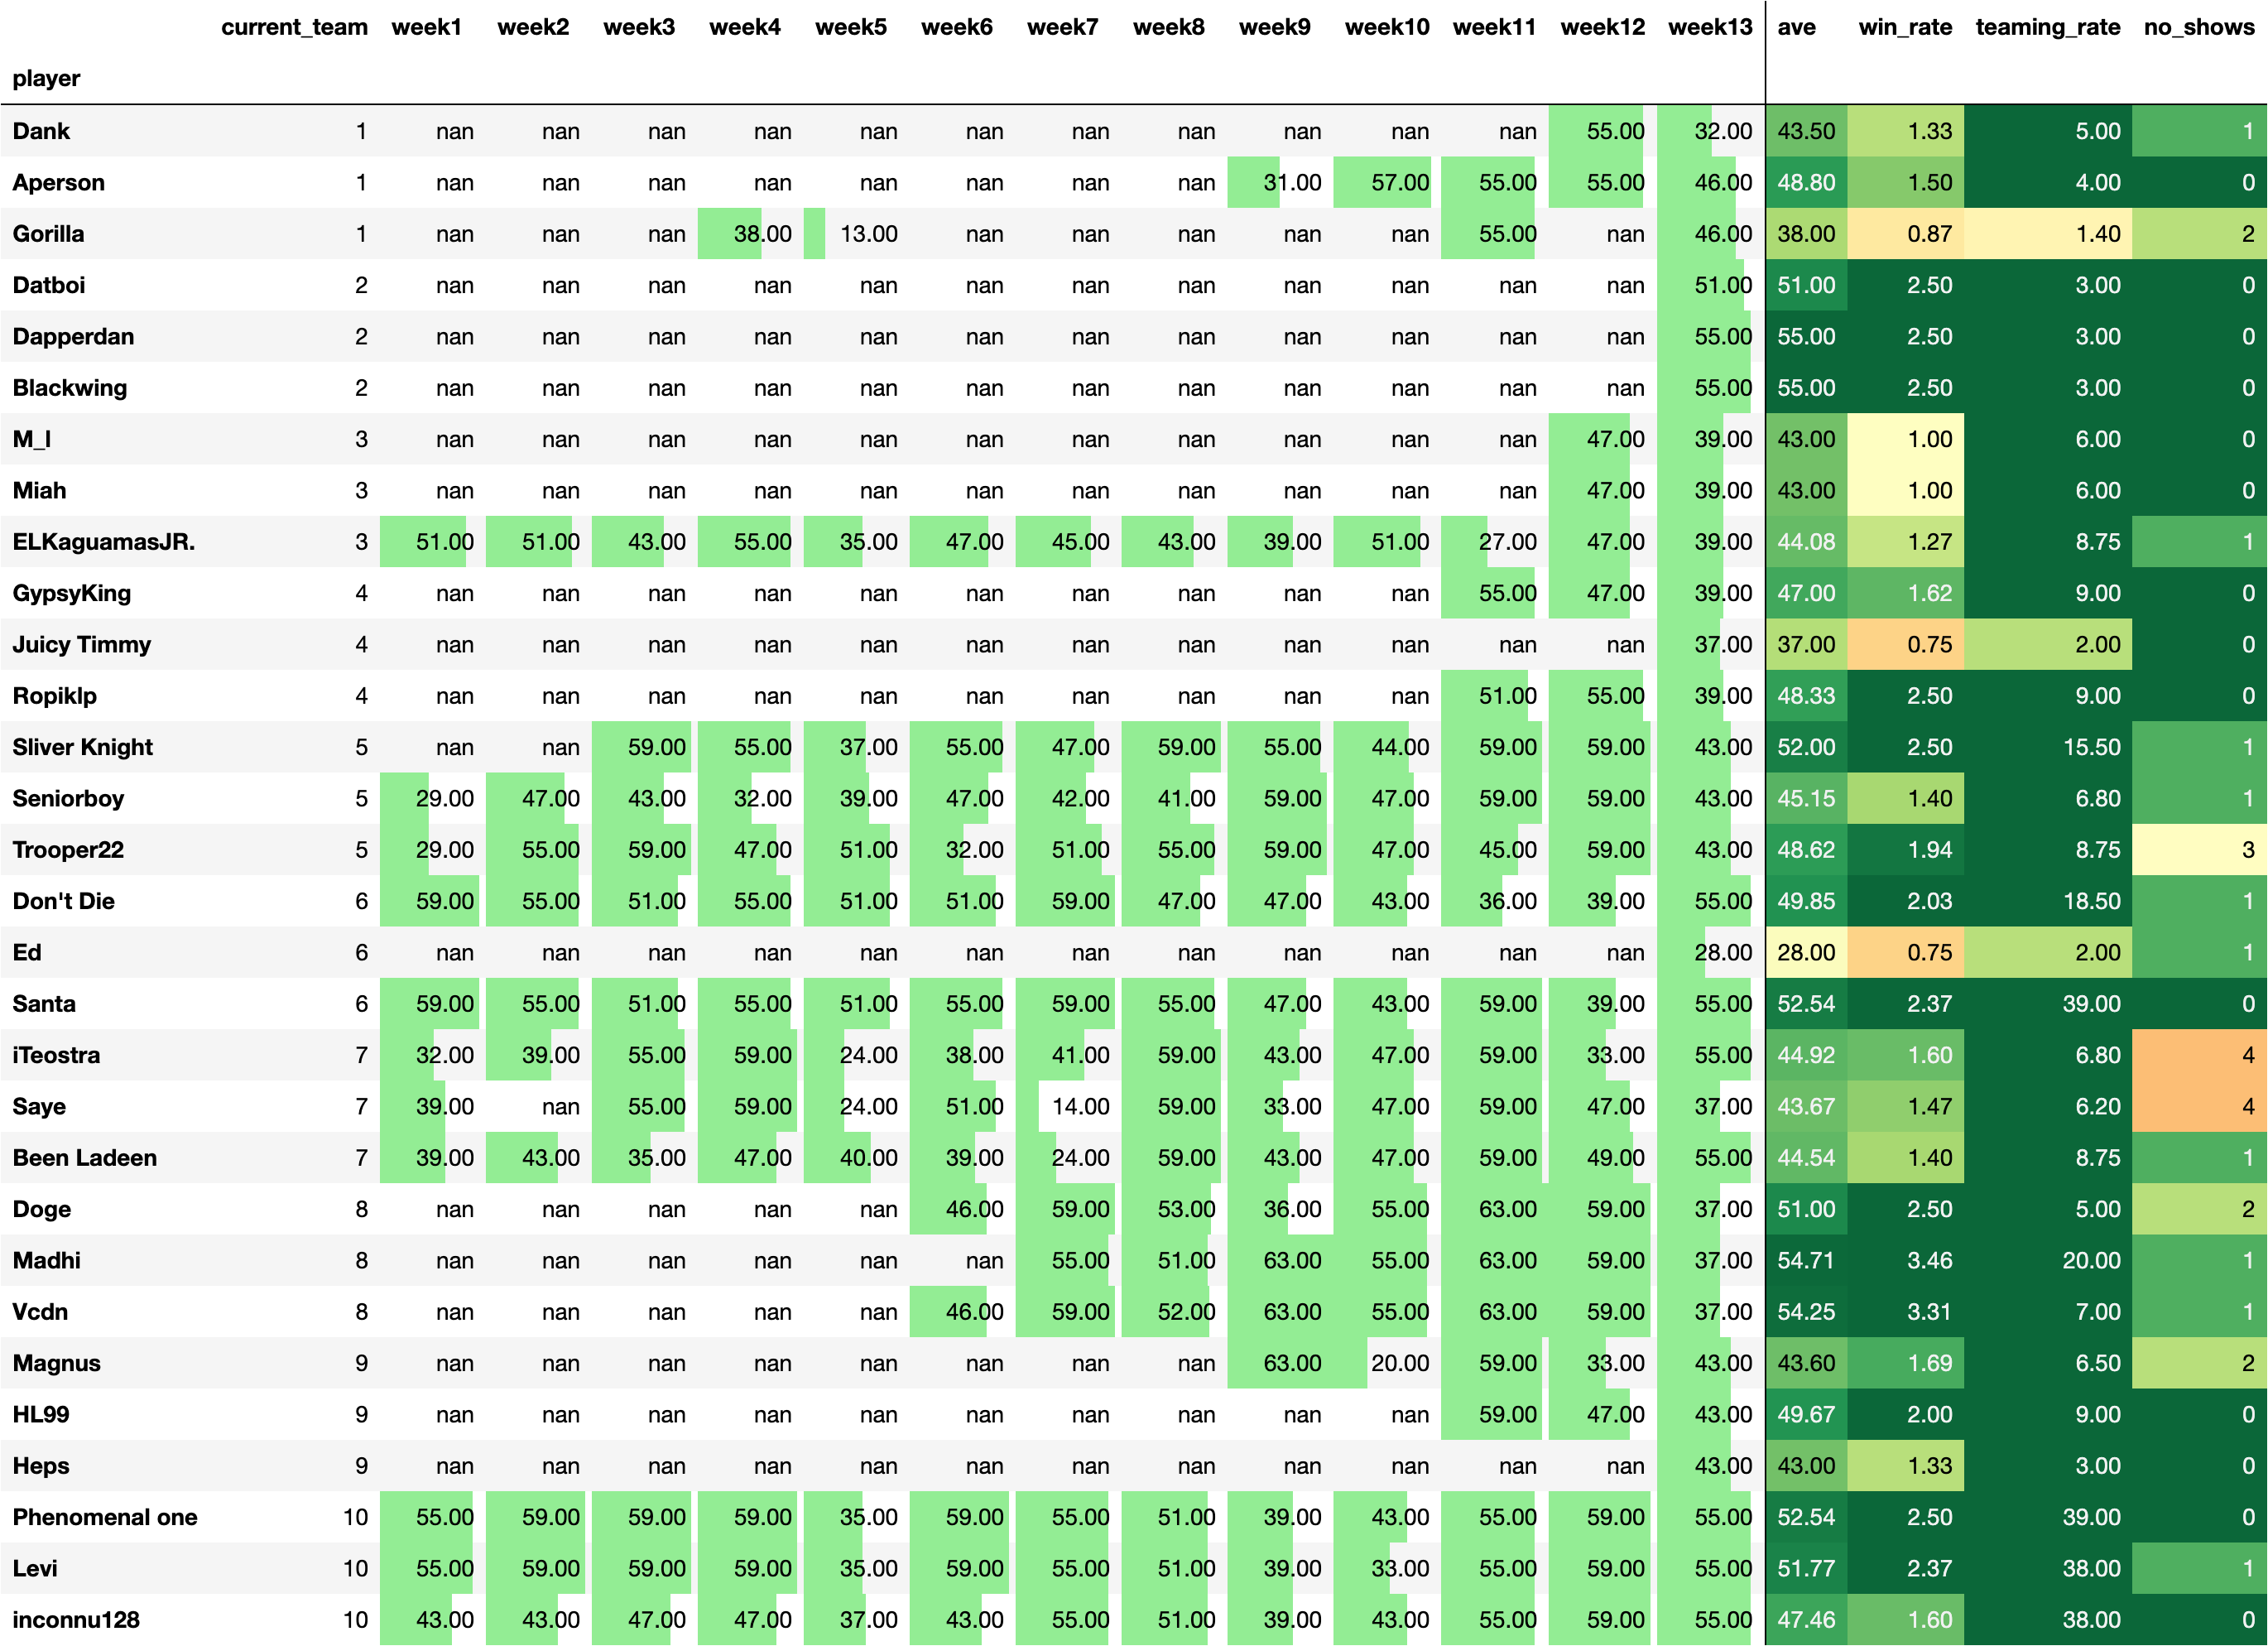 current_team week1 week2 week3 week4 week5 week6 week7 week8 week9 week10 week11 week12 week13 ave win_rate teaming_rate no_shows
player
Dank 1 nan nan nan nan nan nan nan nan nan nan nan 55.00 32.00 43.50 1.33 5.00 1
Aperson 1 nan nan nan nan nan nan nan nan 31.00 57.00 55.00 55.00 46.00 48.80 1.50 4.00 0
Gorilla 1 nan nan nan 38.00 13.00 nan nan nan nan nan 55.00 nan 46.00 38.00 0.87 1.40 2
Datboi 2 nan nan nan nan nan nan nan nan nan nan nan nan 51.00 51.00 2.50 3.00 0
Dapperdan 2 nan nan nan nan nan nan nan nan nan nan nan nan 55.00 55.00 2.50 3.00 0
Blackwing 2 nan nan nan nan nan nan nan nan nan nan nan nan 55.00 55.00 2.50 3.00 0
M_I 3 nan nan nan nan nan nan nan nan nan nan nan 47.00 39.00 43.00 1.00 6.00 0
Miah 3 nan nan nan nan nan nan nan nan nan nan nan 47.00 39.00 43.00 1.00 6.00 0
ELKaguamasJR. 3 51.00 51.00 43.00 55.00 35.00 47.00 45.00 43.00 39.00 51.00 27.00 47.00 39.00 44.08 1.27 8.75 1
GypsyKing 4 nan nan nan nan nan nan nan nan nan nan 55.00 47.00 39.00 47.00 1.62 9.00 0
Juicy Timmy 4 nan nan nan nan nan nan nan nan nan nan nan nan 37.00 37.00 0.75 2.00 0
Ropiklp 4 nan nan nan nan nan nan nan nan nan nan 51.00 55.00 39.00 48.33 2.50 9.00 0
Sliver Knight 5 nan nan 59.00 55.00 37.00 55.00 47.00 59.00 55.00 44.00 59.00 59.00 43.00 52.00 2.50 15.50 1
Seniorboy 5 29.00 47.00 43.00 32.00 39.00 47.00 42.00 41.00 59.00 47.00 59.00 59.00 43.00 45.15 1.40 6.80 1
Trooper22 5 29.00 55.00 59.00 47.00 51.00 32.00 51.00 55.00 59.00 47.00 45.00 59.00 43.00 48.62 1.94 8.75 3
Don't Die 6 59.00 55.00 51.00 55.00 51.00 51.00 59.00 47.00 47.00 43.00 36.00 39.00 55.00 49.85 2.03 18.50 1
Ed 6 nan nan nan nan nan nan nan nan nan nan nan nan 28.00 28.00 0.75 2.00 1
Santa 6 59.00 55.00 51.00 55.00 51.00 55.00 59.00 55.00 47.00 43.00 59.00 39.00 55.00 52.54 2.37 39.00 0
iTeostra 7 32.00 39.00 55.00 59.00 24.00 38.00 41.00 59.00 43.00 47.00 59.00 33.00 55.00 44.92 1.60 6.80 4
Saye 7 39.00 nan 55.00 59.00 24.00 51.00 14.00 59.00 33.00 47.00 59.00 47.00 37.00 43.67 1.47 6.20 4
Been Ladeen 7 39.00 43.00 35.00 47.00 40.00 39.00 24.00 59.00 43.00 47.00 59.00 49.00 55.00 44.54 1.40 8.75 1
Doge 8 nan nan nan nan nan 46.00 59.00 53.00 36.00 55.00 63.00 59.00 37.00 51.00 2.50 5.00 2
Madhi 8 nan nan nan nan nan nan 55.00 51.00 63.00 55.00 63.00 59.00 37.00 54.71 3.46 20.00 1
Vcdn 8 nan nan nan nan nan 46.00 59.00 52.00 63.00 55.00 63.00 59.00 37.00 54.25 3.31 7.00 1
Magnus 9 nan nan nan nan nan nan nan nan 63.00 20.00 59.00 33.00 43.00 43.60 1.69 6.50 2
HL99 9 nan nan nan nan nan nan nan nan nan nan 59.00 47.00 43.00 49.67 2.00 9.00 0
Heps 9 nan nan nan nan nan nan nan nan nan nan nan nan 43.00 43.00 1.33 3.00 0
Phenomenal one 10 55.00 59.00 59.00 59.00 35.00 59.00 55.00 51.00 39.00 43.00 55.00 59.00 55.00 52.54 2.50 39.00 0
Levi 10 55.00 59.00 59.00 59.00 35.00 59.00 55.00 51.00 39.00 33.00 55.00 59.00 55.00 51.77 2.37 38.00 1
inconnu128 10 43.00 43.00 47.00 47.00 37.00 43.00 55.00 51.00 39.00 43.00 55.00 59.00 55.00 47.46 1.60 38.00 0